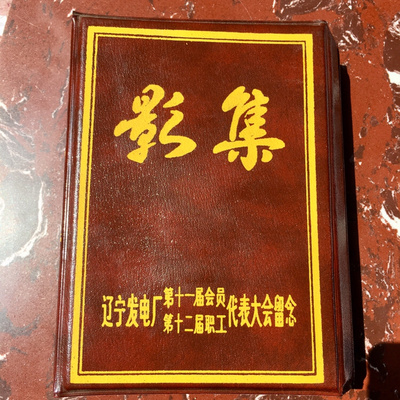 影集
辽宁发电厂第十一届会员代表大会留念
第十二届职工